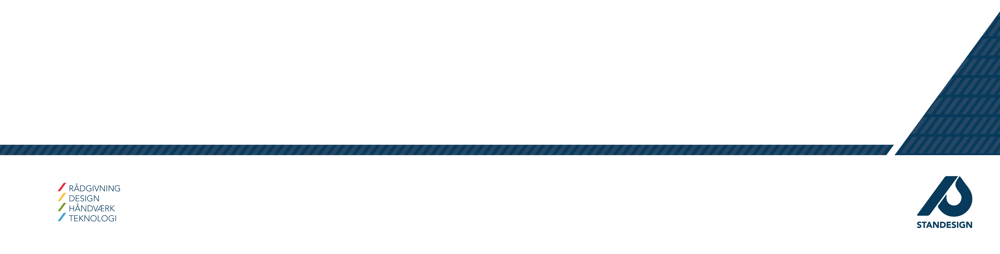 RÅDGIVNING
DESIGN
HÅNDVÆRK
TEKNOLOGI
STANDESIGN